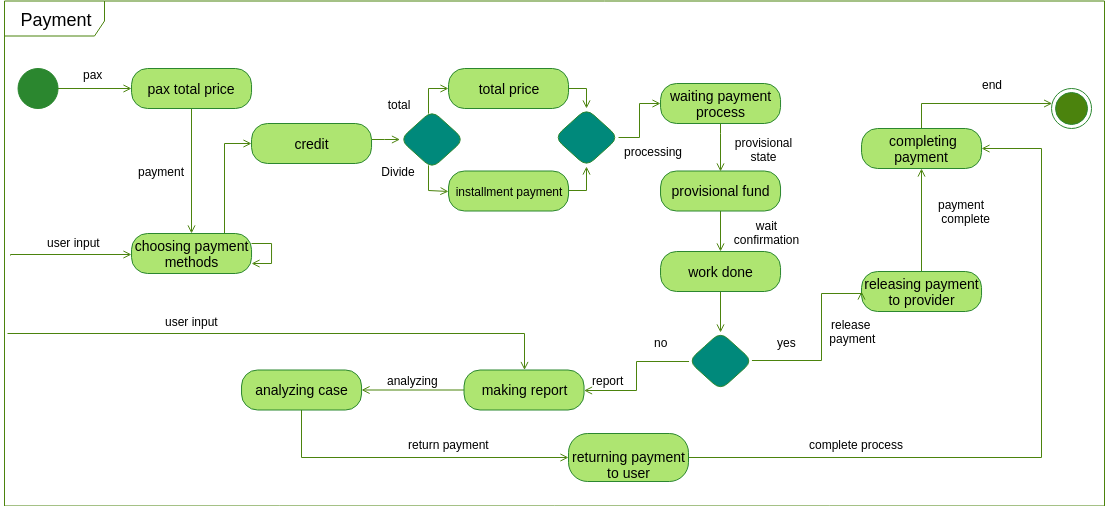 Payment
pax
pax total price
total
total price
end
waiting payment
process
credit
Divide
installment payment
processing
provisional
state
completing
payment
payment
provisional fund
payment
complete
user input
choosing payment
methods
wait
confirmation
work done
releasing payment
to provider
user input
no
yes
release
payment
analyzing case
analyzing
making report
report
return payment
returning payment
to user
complete process